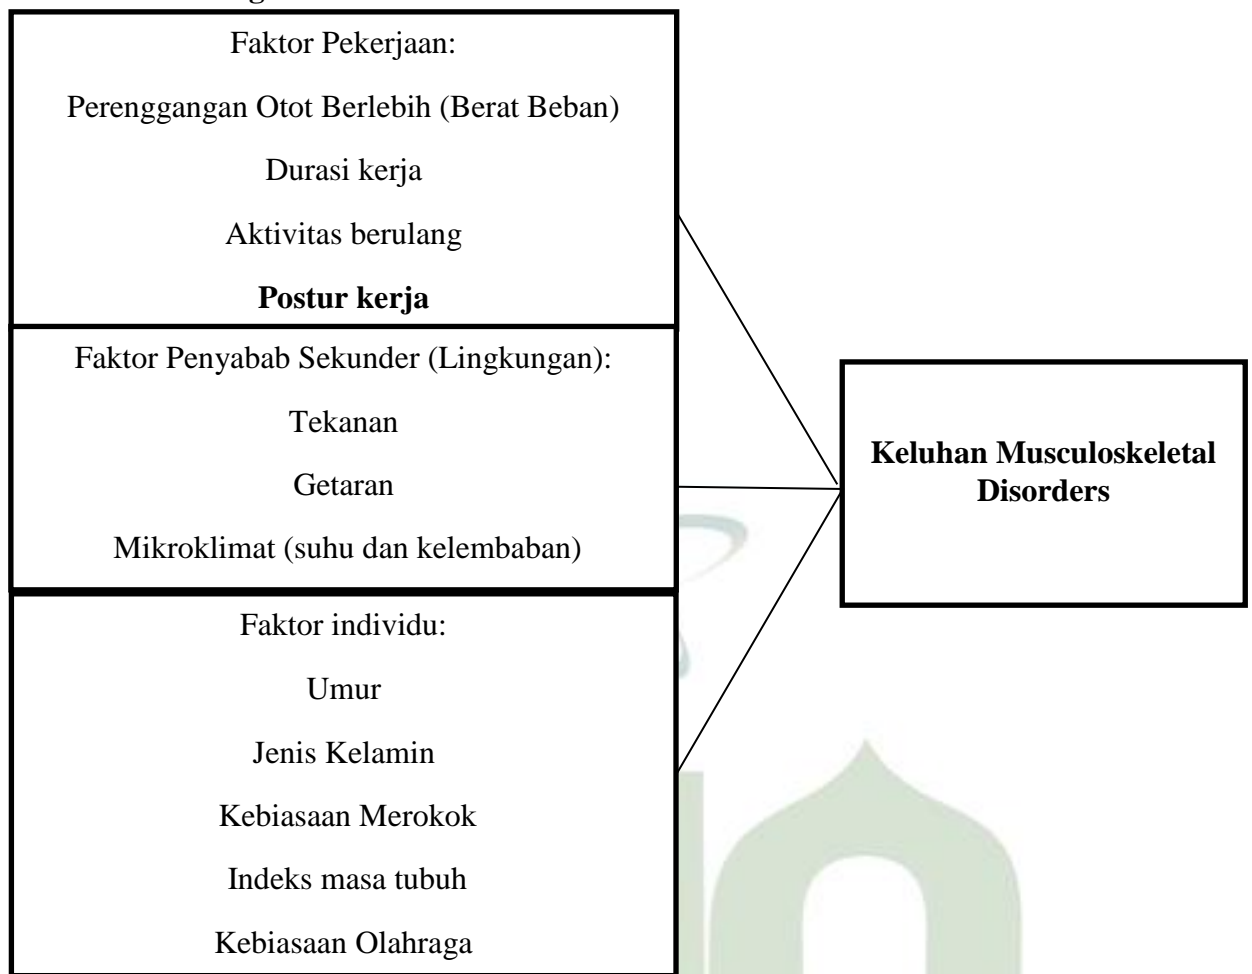 Faktor Pekerjaan:
Perenggangan Otot Berlebih (Berat Beban)
Durasi kerja
Aktivitas berulang
Postur kerja
Faktor Penyabab Sekunder (Lingkungan):
Tekanan
Getaran
Mikroklimat (suhu dan kelembaban)
Faktor individu:
Umur
Jenis Kelamin
Kebiasaan Merokok
Indeks masa tubuh
Kebiasaan Olahraga
Keluhan Musculoskeletal
Disorders